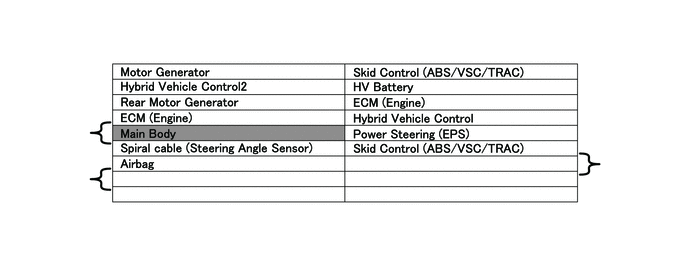 Motor Generator Skid Control (ABS/VSC/TRAC)
Hybrid Vehicle Control2 HV Battery
Rear Motor Generator ECM (Engine)
ECM (Engine) Hybrid Vehicle Control
Main Body Power Steering (EPS)
Spiral cable (Steering Angle Sensor) Skid Control (ABS/VSC/TRAC)
Airbag